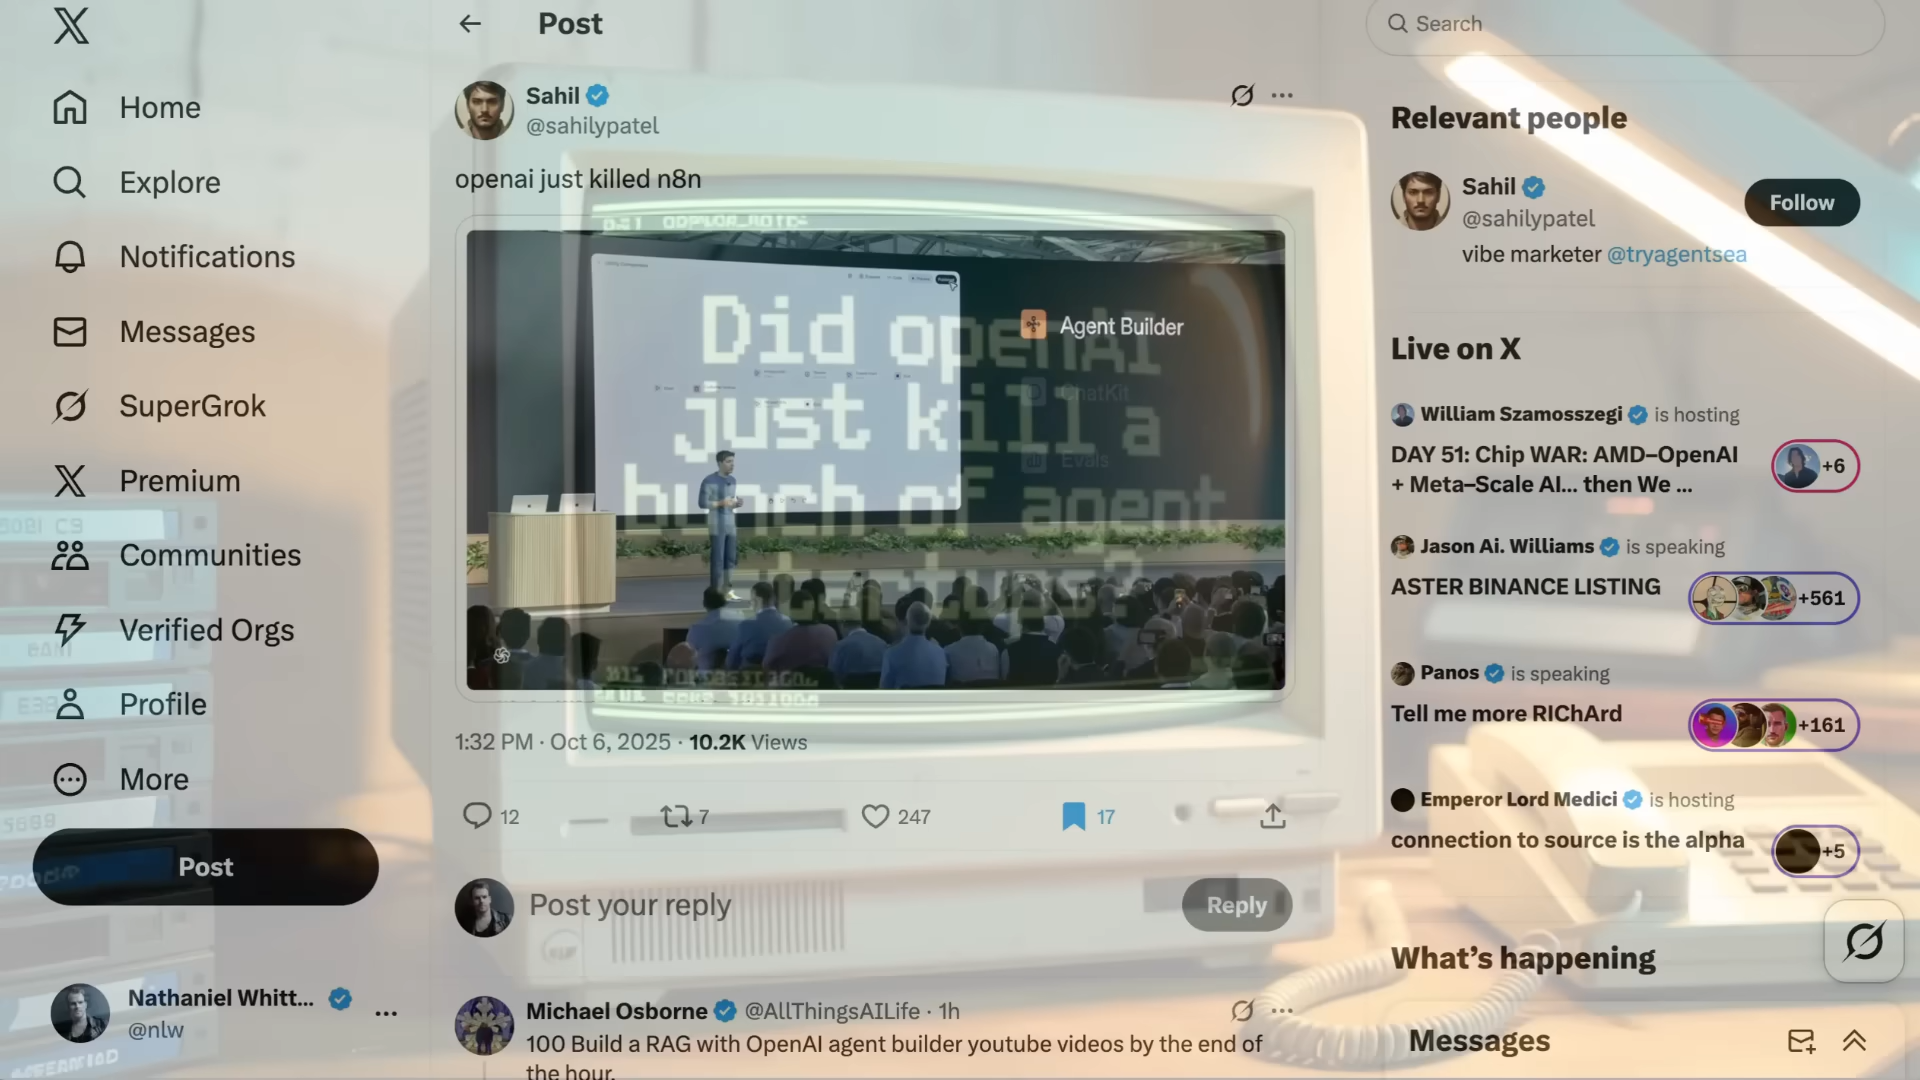 Home
Explore
Notifications
Messages
SuperGrok
Premium
Communities
Verified Orgs
Profile
More
Post
Nathaniel Whitt...
@nlw
Post
Sahil
@sahilypatel
openai just killed n8n
Did openAI
just kill a
bunch of agent
startups?
Agent Builder
ChatKit
Evals
1:32 PM · Oct 6, 2025 · 10.2K Views
12
7
247
17
Post your reply
Reply
Michael Osborne @AllThingsAILife · 1h
100 Build a RAG with OpenAI agent builder youtube videos by the end of
the hour.
Search
Relevant people
Sahil
@sahilypatel
Follow
vibe marketer @tryagentsea
Live on X
William Szamosszegi is hosting
DAY 51: Chip WAR: AMD–OpenAI
+ Meta–Scale AI... then We ...
+6
Jason Ai. Williams is speaking
ASTER BINANCE LISTING
+561
Panos is speaking
Tell me more RIChArd
+161
Emperor Lord Medici is hosting
connection to source is the alpha
+5
What's happening
Messages